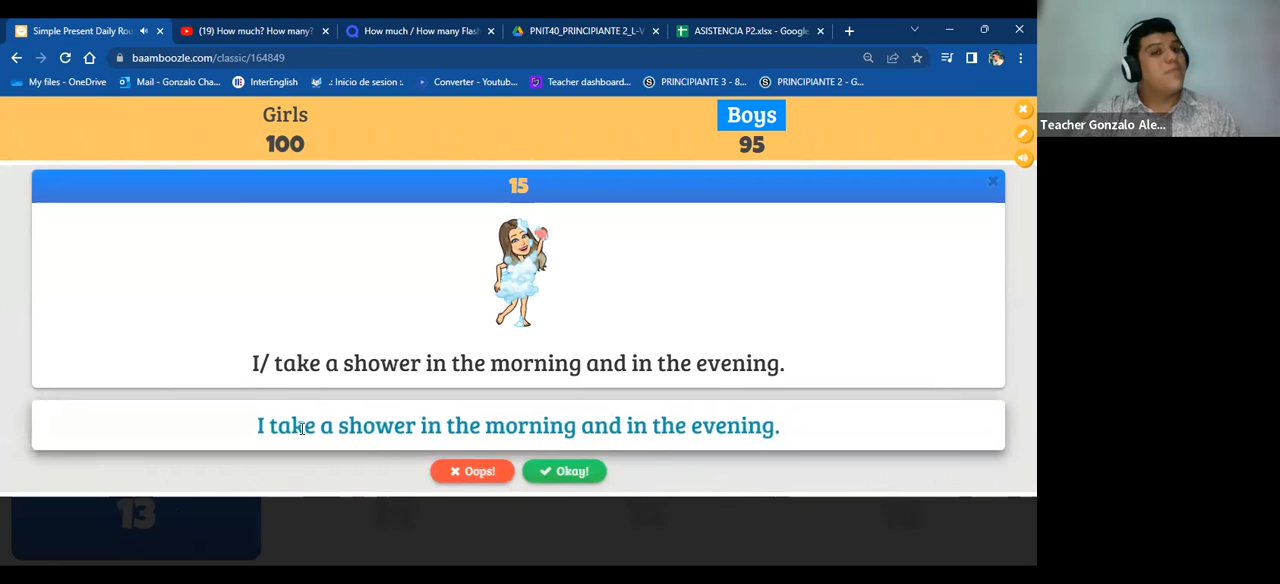 Simple Present Daily Rou
(19) How much? How many?
How much / How many Flas
PNIT40_PRINCIPIANTE 2_L-V
ASISTENCIA P2.xlsx - Google
baamboozle.com/classic/164849
My files - OneDrive
Mail - Gonzalo Cha...
InterEnglish
.: Inicio de sesion :.
Converter - Youtub...
Teacher dashboard...
PRINCIPIANTE 3 - 8...
PRINCIPIANTE 2 - G...
Girls
100
Boys
95
Teacher Gonzalo Ale...
15
I/ take a shower in the morning and in the evening.
I take a shower in the morning and in the evening.
Oops!
Okay!
13